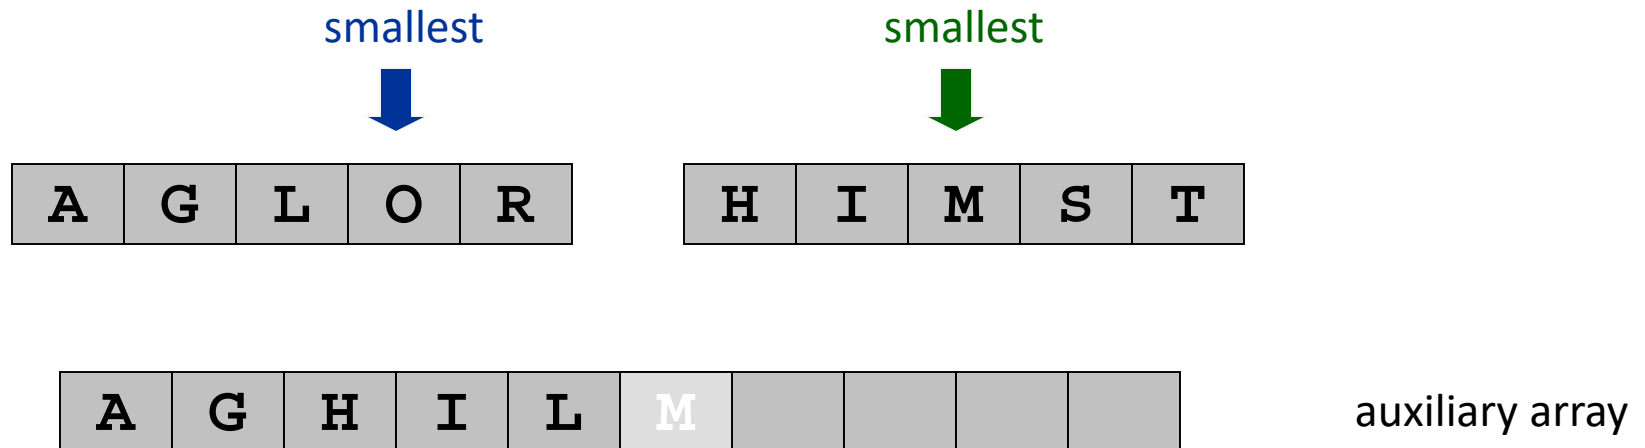 smallest smallest
A G L O R H I M S T
A G H I L M auxiliary array